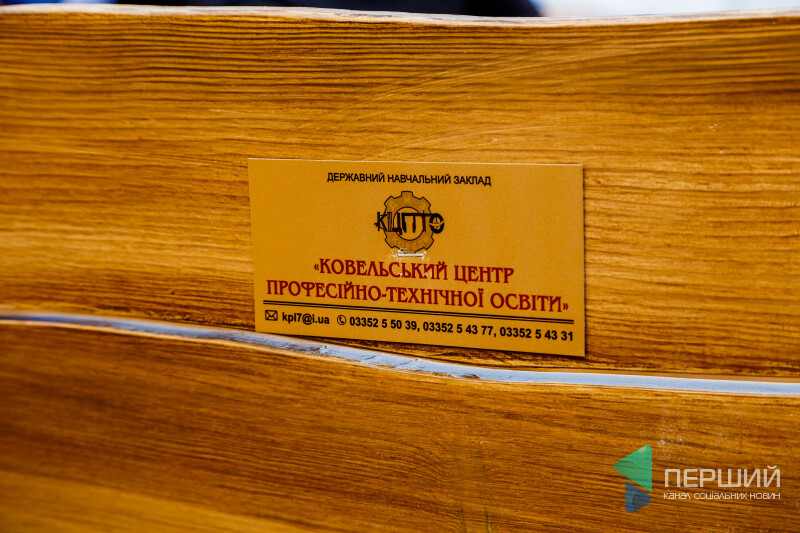 ДЕРЖАВНИЙ НАВЧАЛЬНИЙ ЗАКЛАД
КЦПТО
«КОВЕЛЬСЬКИЙ ЦЕНТР
ПРОФЕСІЙНО-ТЕХНІЧНОЇ ОСВІТИ»
kpl7@i.ua 03352 5 50 39, 03352 5 43 77, 03352 5 43 31
ПЕРШИЙ
КАНАЛ СОЦІАЛЬНИХ НОВИН